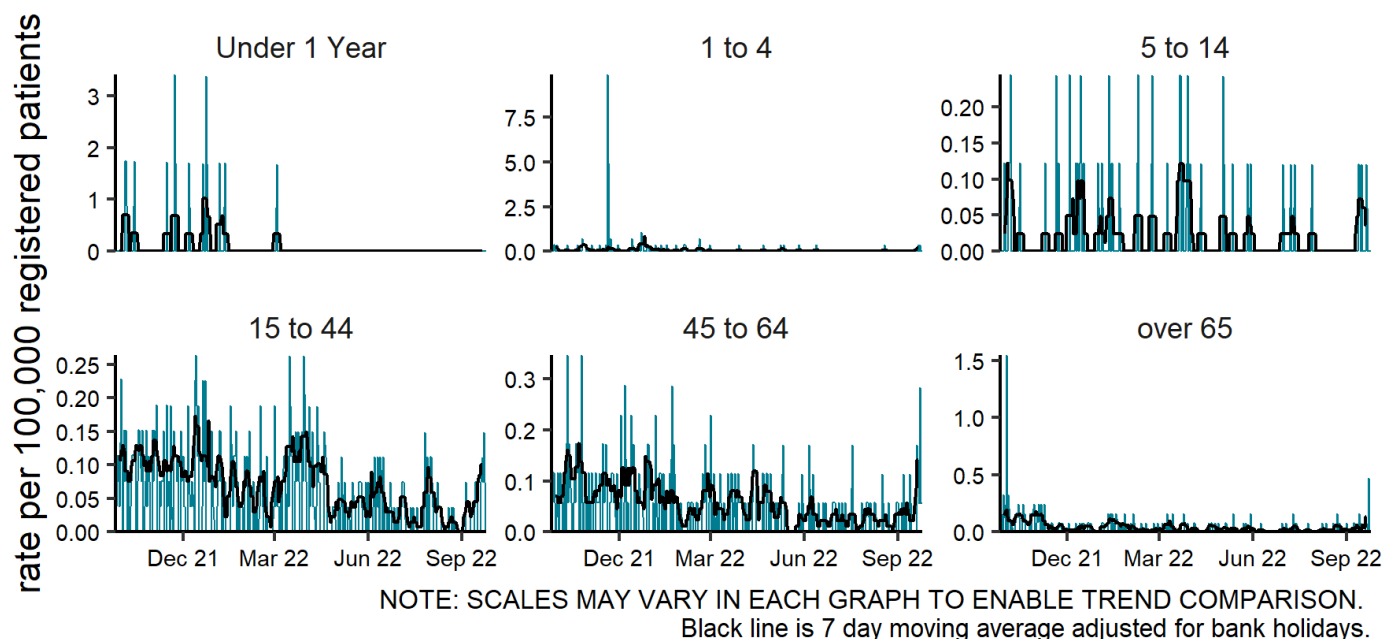 rate per 100,000 registered patients
Under 1 Year
3
2
1
0
1 to 4
7.5
5.0
2.5
0.0
5 to 14
0.20
0.15
0.10
0.05
0.00
15 to 44
0.25
0.20
0.15
0.10
0.05
0.00
Dec 21 Mar 22 Jun 22 Sep 22
45 to 64
0.3
0.2
0.1
0.0
Dec 21 Mar 22 Jun 22 Sep 22
over 65
1.5
1.0
0.5
0.0
Dec 21 Mar 22 Jun 22 Sep 22
NOTE: SCALES MAY VARY IN EACH GRAPH TO ENABLE TREND COMPARISON.
Black line is 7 day moving average adjusted for bank holidays.